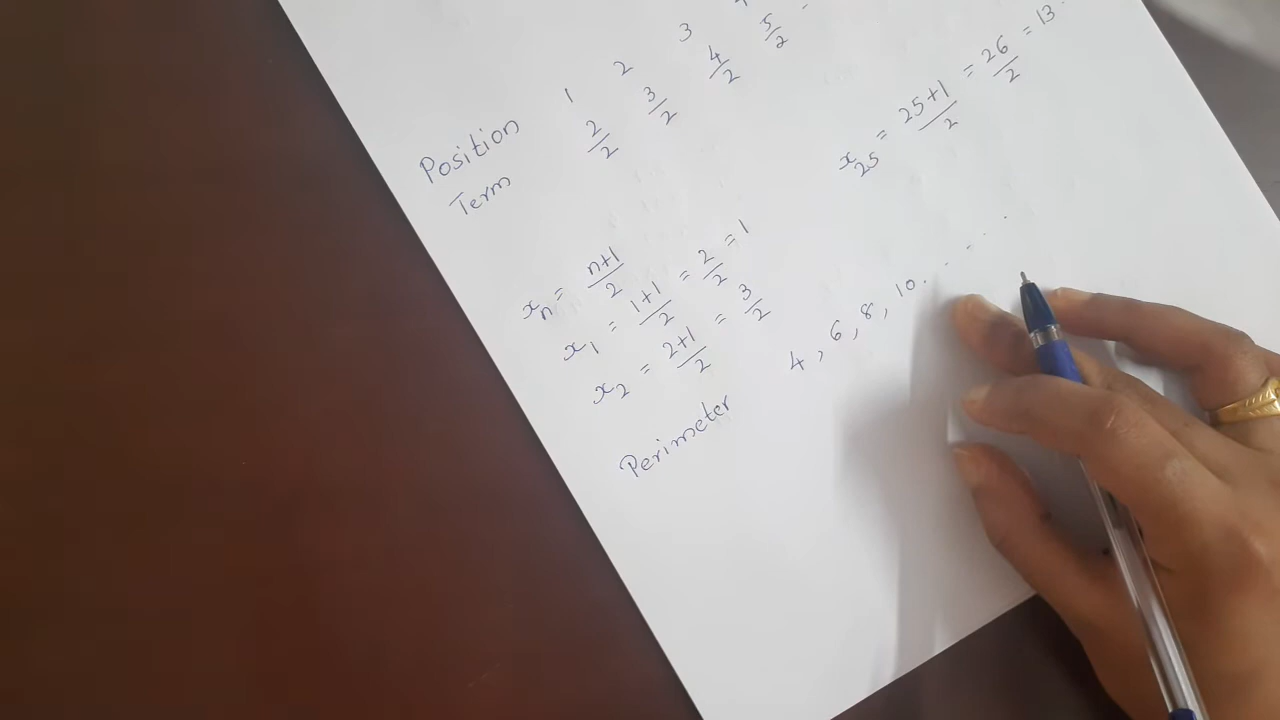 Position 1 2 3
Term 2/2 3/2 4/2 5/2 -
xₙ = (n+1)/2
x₁ = (1+1)/2 = 2/2 = 1
x₂ = (2+1)/2 = 3/2
x₂₅ = (25+1)/2 = 26/2 = 13.
Perimeter 4, 6, 8, 10. . - - .